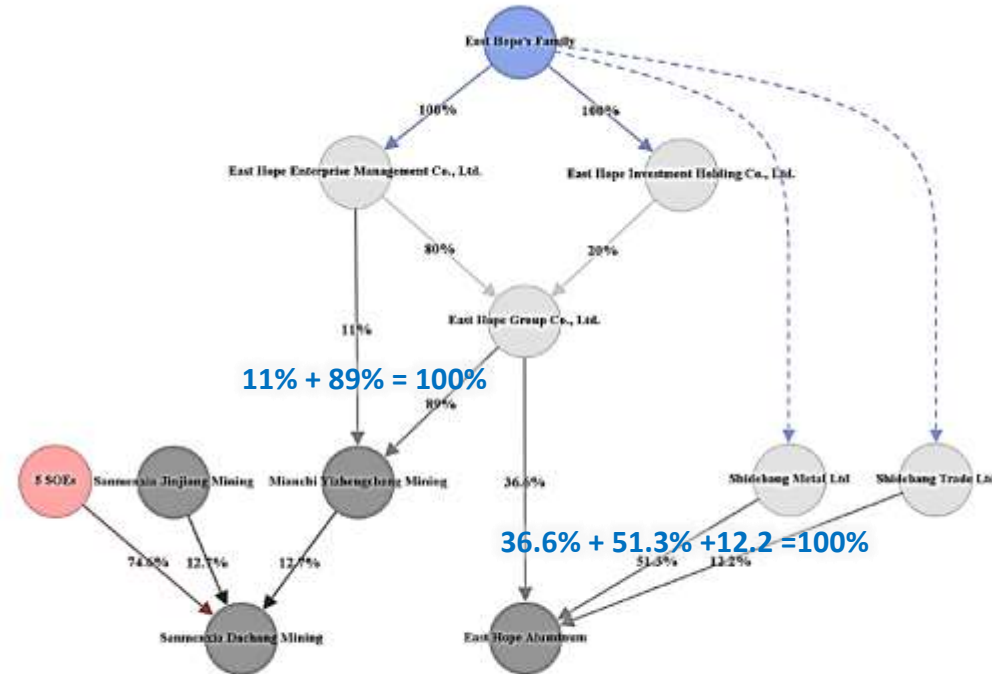 East Hope's Family
100%
100%
East Hope Enterprise Management Co., Ltd.
East Hope Investment Holding Co., Ltd.
80%
20%
East Hope Group Co., Ltd.
11%
11% + 89% = 100%
89%
5 SOEs
Sanmenxia Jinjiang Mining
Mianchi Yizhengcheng Mining
36.6%
Shidebang Metal Ltd
Shidebang Trade Ltd
36.6% + 51.3% +12.2 =100%
74.6%
12.7%
12.7%
51.3%
12.2%
Sanmenxia Dachang Mining
East Hope Aluminum